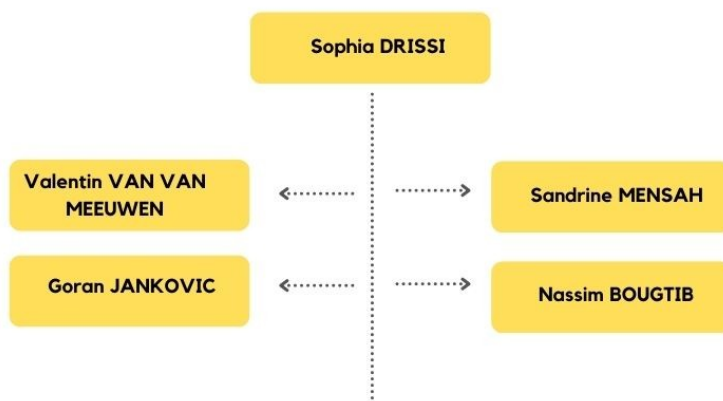 Sophia DRISSI
Valentin VAN VAN
MEEUWEN
Sandrine MENSAH
Goran JANKOVIC
Nassim BOUGTIB